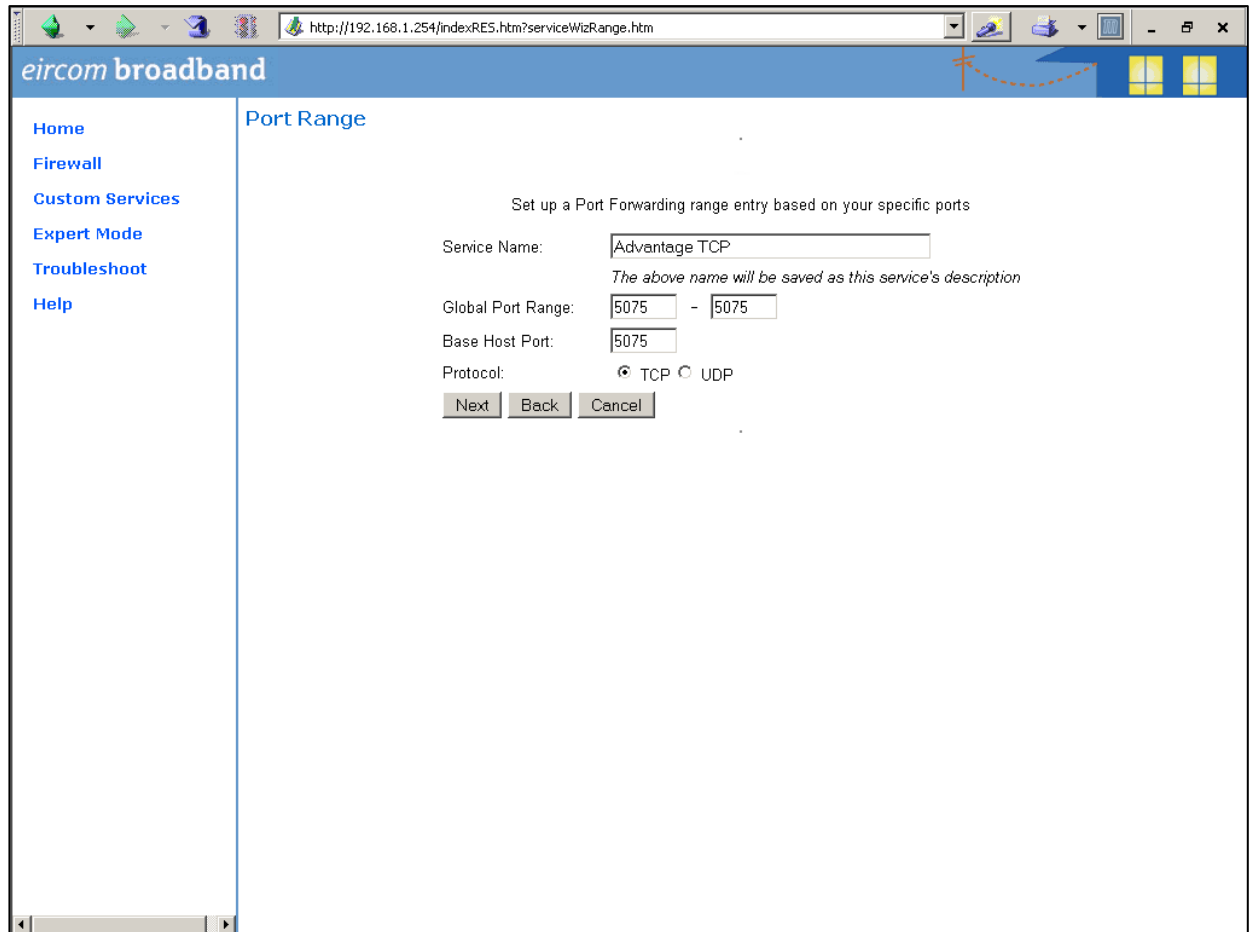 http://192.168.1.254/indexRES.htm?serviceWizRange.htm
eircom broadband
Home
Firewall
Custom Services
Expert Mode
Troubleshoot
Help
Port Range
Set up a Port Forwarding range entry based on your specific ports
Service Name: Advantage TCP
The above name will be saved as this service's description
Global Port Range: 5075 - 5075
Base Host Port: 5075
Protocol: TCP UDP
Next Back Cancel